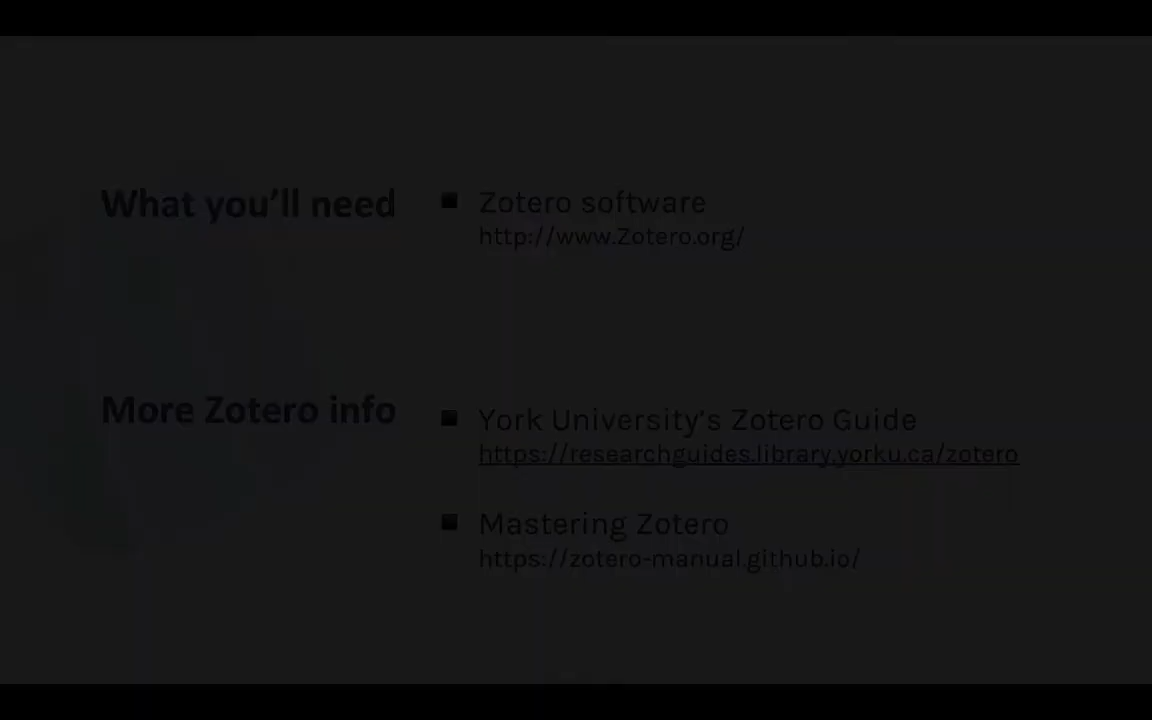 What you'll need
■ Zotero software
http://www.Zotero.org/
More Zotero info
■ York University's Zotero Guide
https://researchguides.library.yorku.ca/zotero
■ Mastering Zotero
https://zotero-manual.github.io/